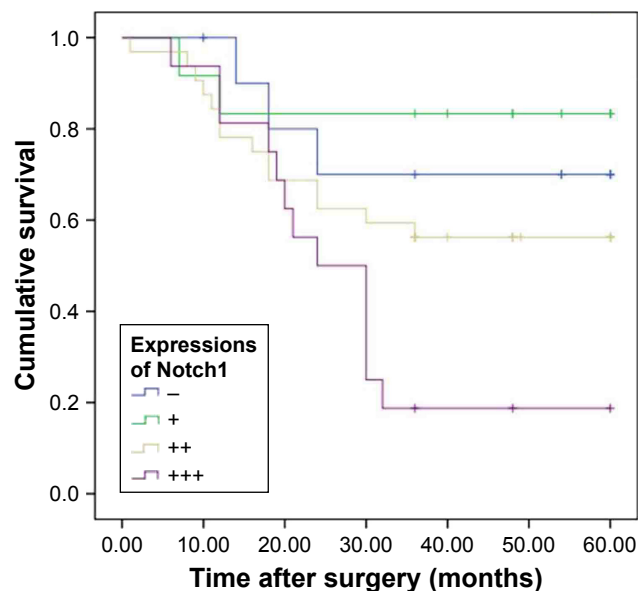 Cumulative survival
1.0
0.8
0.6
0.4
0.2
0.0
Expressions
of Notch1
–
+
++
+++
0.00 10.00 20.00 30.00 40.00 50.00 60.00
Time after surgery (months)